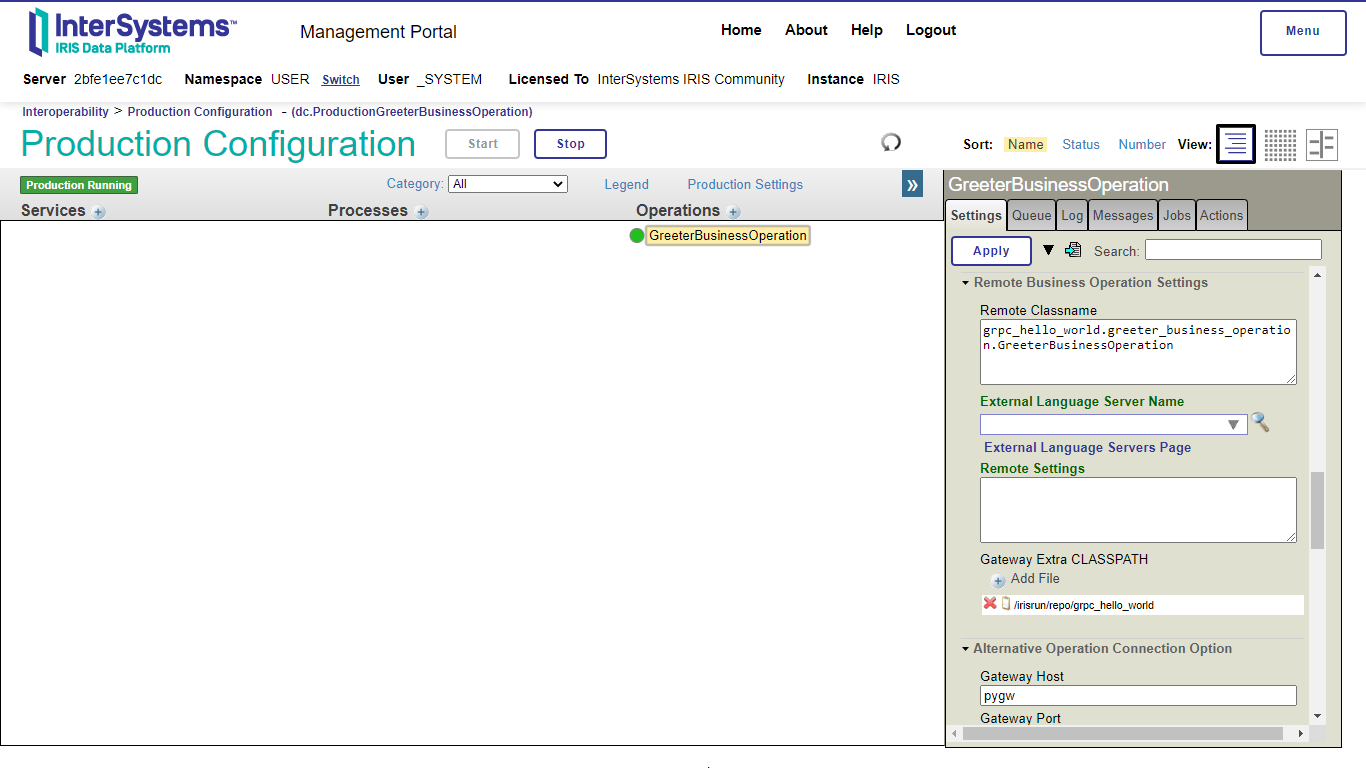 InterSystems™
IRIS Data Platform
Management Portal
Home About Help Logout
Menu
Server 2bfe1ee7c1dc Namespace USER Switch User _SYSTEM Licensed To InterSystems IRIS Community Instance IRIS
Interoperability > Production Configuration - (dc.ProductionGreeterBusinessOperation)
Production Configuration
Start
Stop
Sort: Name Status Number View:
Production Running
Category: All
Legend
Production Settings
»
Services
Processes
Operations
GreeterBusinessOperation
GreeterBusinessOperation
Settings Queue Log Messages Jobs Actions
Apply
Search:
Remote Business Operation Settings
Remote Classname
grpc_hello_world.greeter_business_operatio
n.GreeterBusinessOperation
External Language Server Name
External Language Servers Page
Remote Settings
Gateway Extra CLASSPATH
Add File
/irisrun/repo/grpc_hello_world
Alternative Operation Connection Option
Gateway Host
pygw
Gateway Port